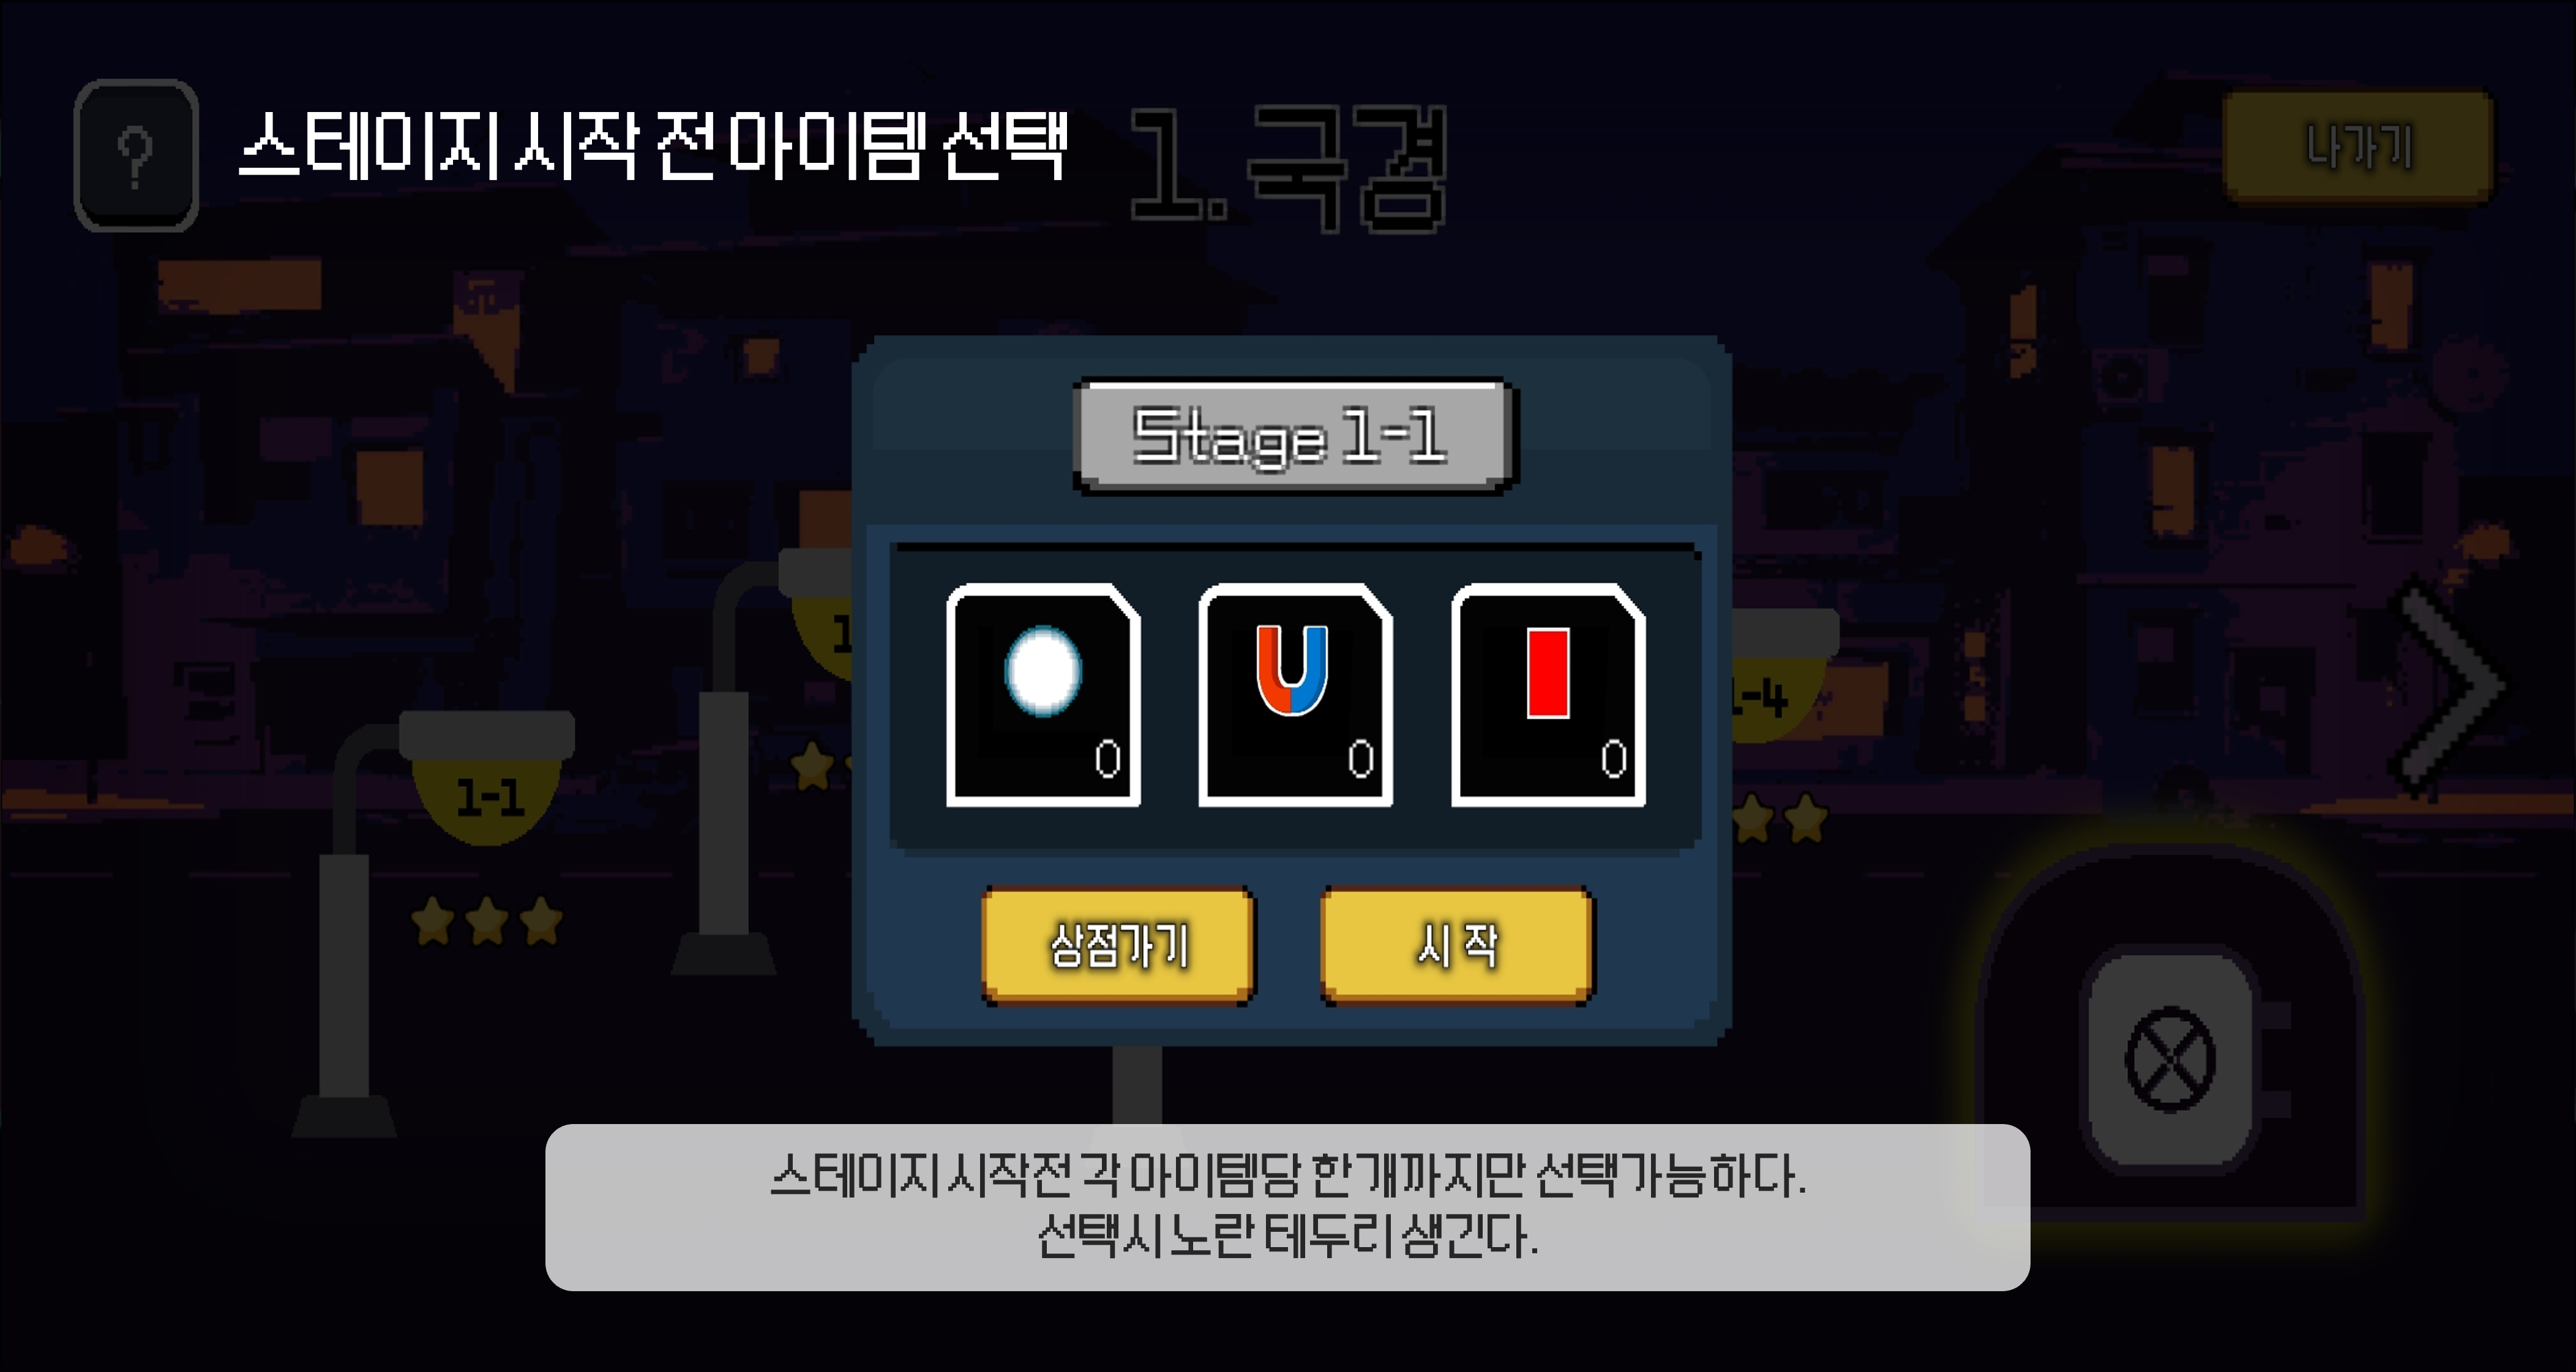 ?
스테이지 시작 전 아이템 선택
1. 국경
나가기
Stage 1-1
0
0
0
1-1
1-4
상점가기
시 작
스테이지 시작전 각 아이템당 한개까지만 선택가능하다.
선택시 노란 테두리 생긴다.